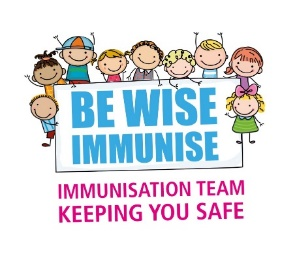 BE WISE
IMMUNISE
IMMUNISATION TEAM
KEEPING YOU SAFE